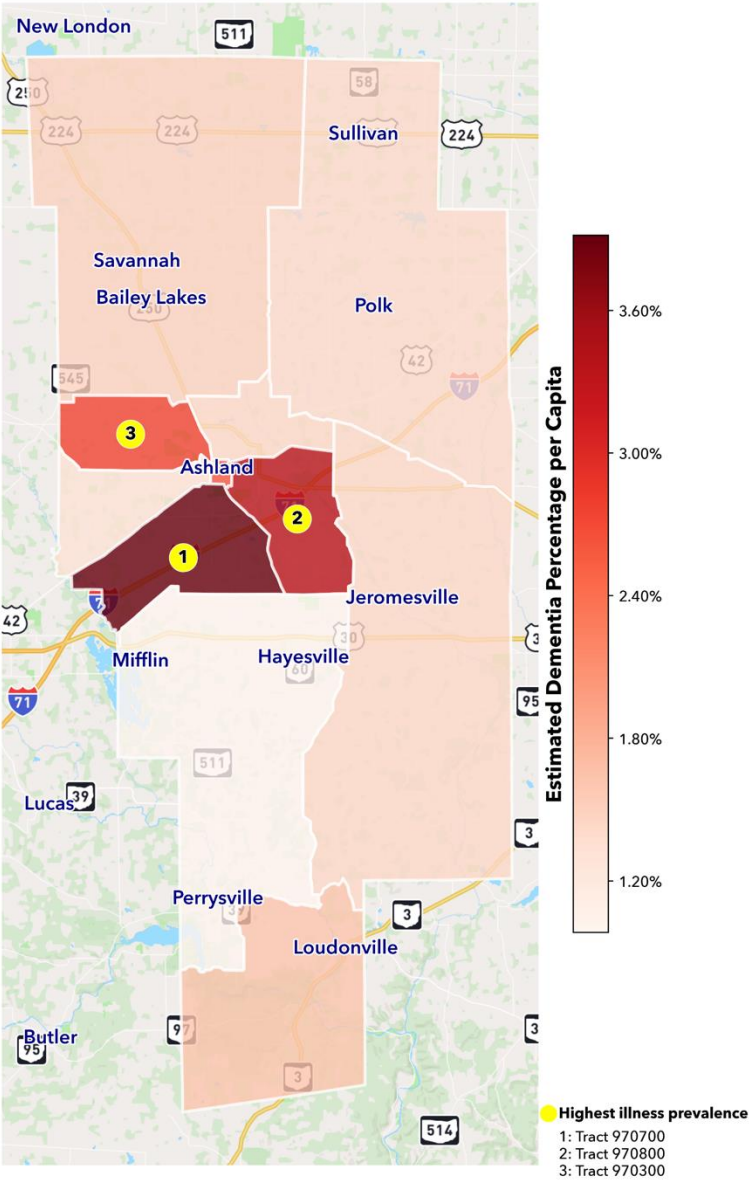 New London
511
250
58
224
224
Sullivan
224
Savannah
Bailey Lakes
250
Polk
3.60%
42
71
545
3
3.00%
Ashland
2
1
2.40%
Jeromesville
42
30
Mifflin
Hayesville
60
71
95
1.80%
511
Lucas
39
3
1.20%
Perrysville
39
3
Loudonville
Butler
95
97
3
3
514
Estimated Dementia Percentage per Capita
Highest illness prevalence
1: Tract 970700
2: Tract 970800
3: Tract 970300